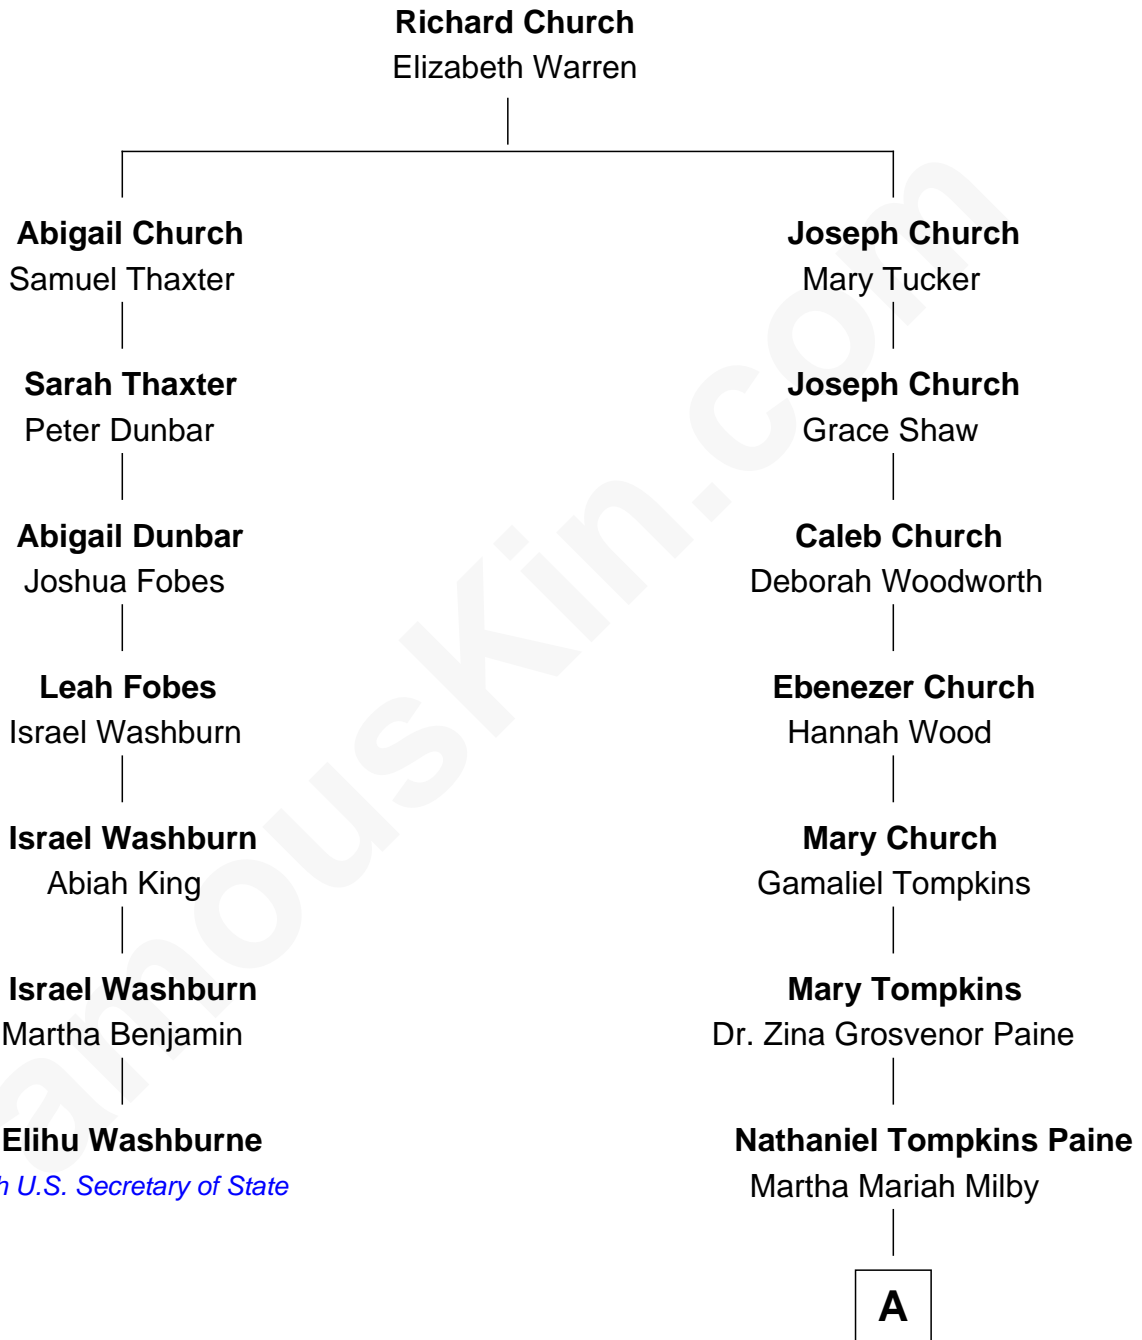 Richard Church
Elizabeth Warren
Abigail Church
Samuel Thaxter
Joseph Church
Mary Tucker
Sarah Thaxter
Peter Dunbar
Joseph Church
Grace Shaw
Abigail Dunbar
Joshua Fobes
Caleb Church
Deborah Woodworth
Leah Fobes
Israel Washburn
Ebenezer Church
Hannah Wood
Israel Washburn
Abiah King
Mary Church
Gamaliel Tompkins
Israel Washburn
Martha Benjamin
Mary Tompkins
Dr. Zina Grosvenor Paine
Elihu Washburne
h U.S. Secretary of State
Nathaniel Tompkins Paine
Martha Mariah Milby
A
amouskin.com